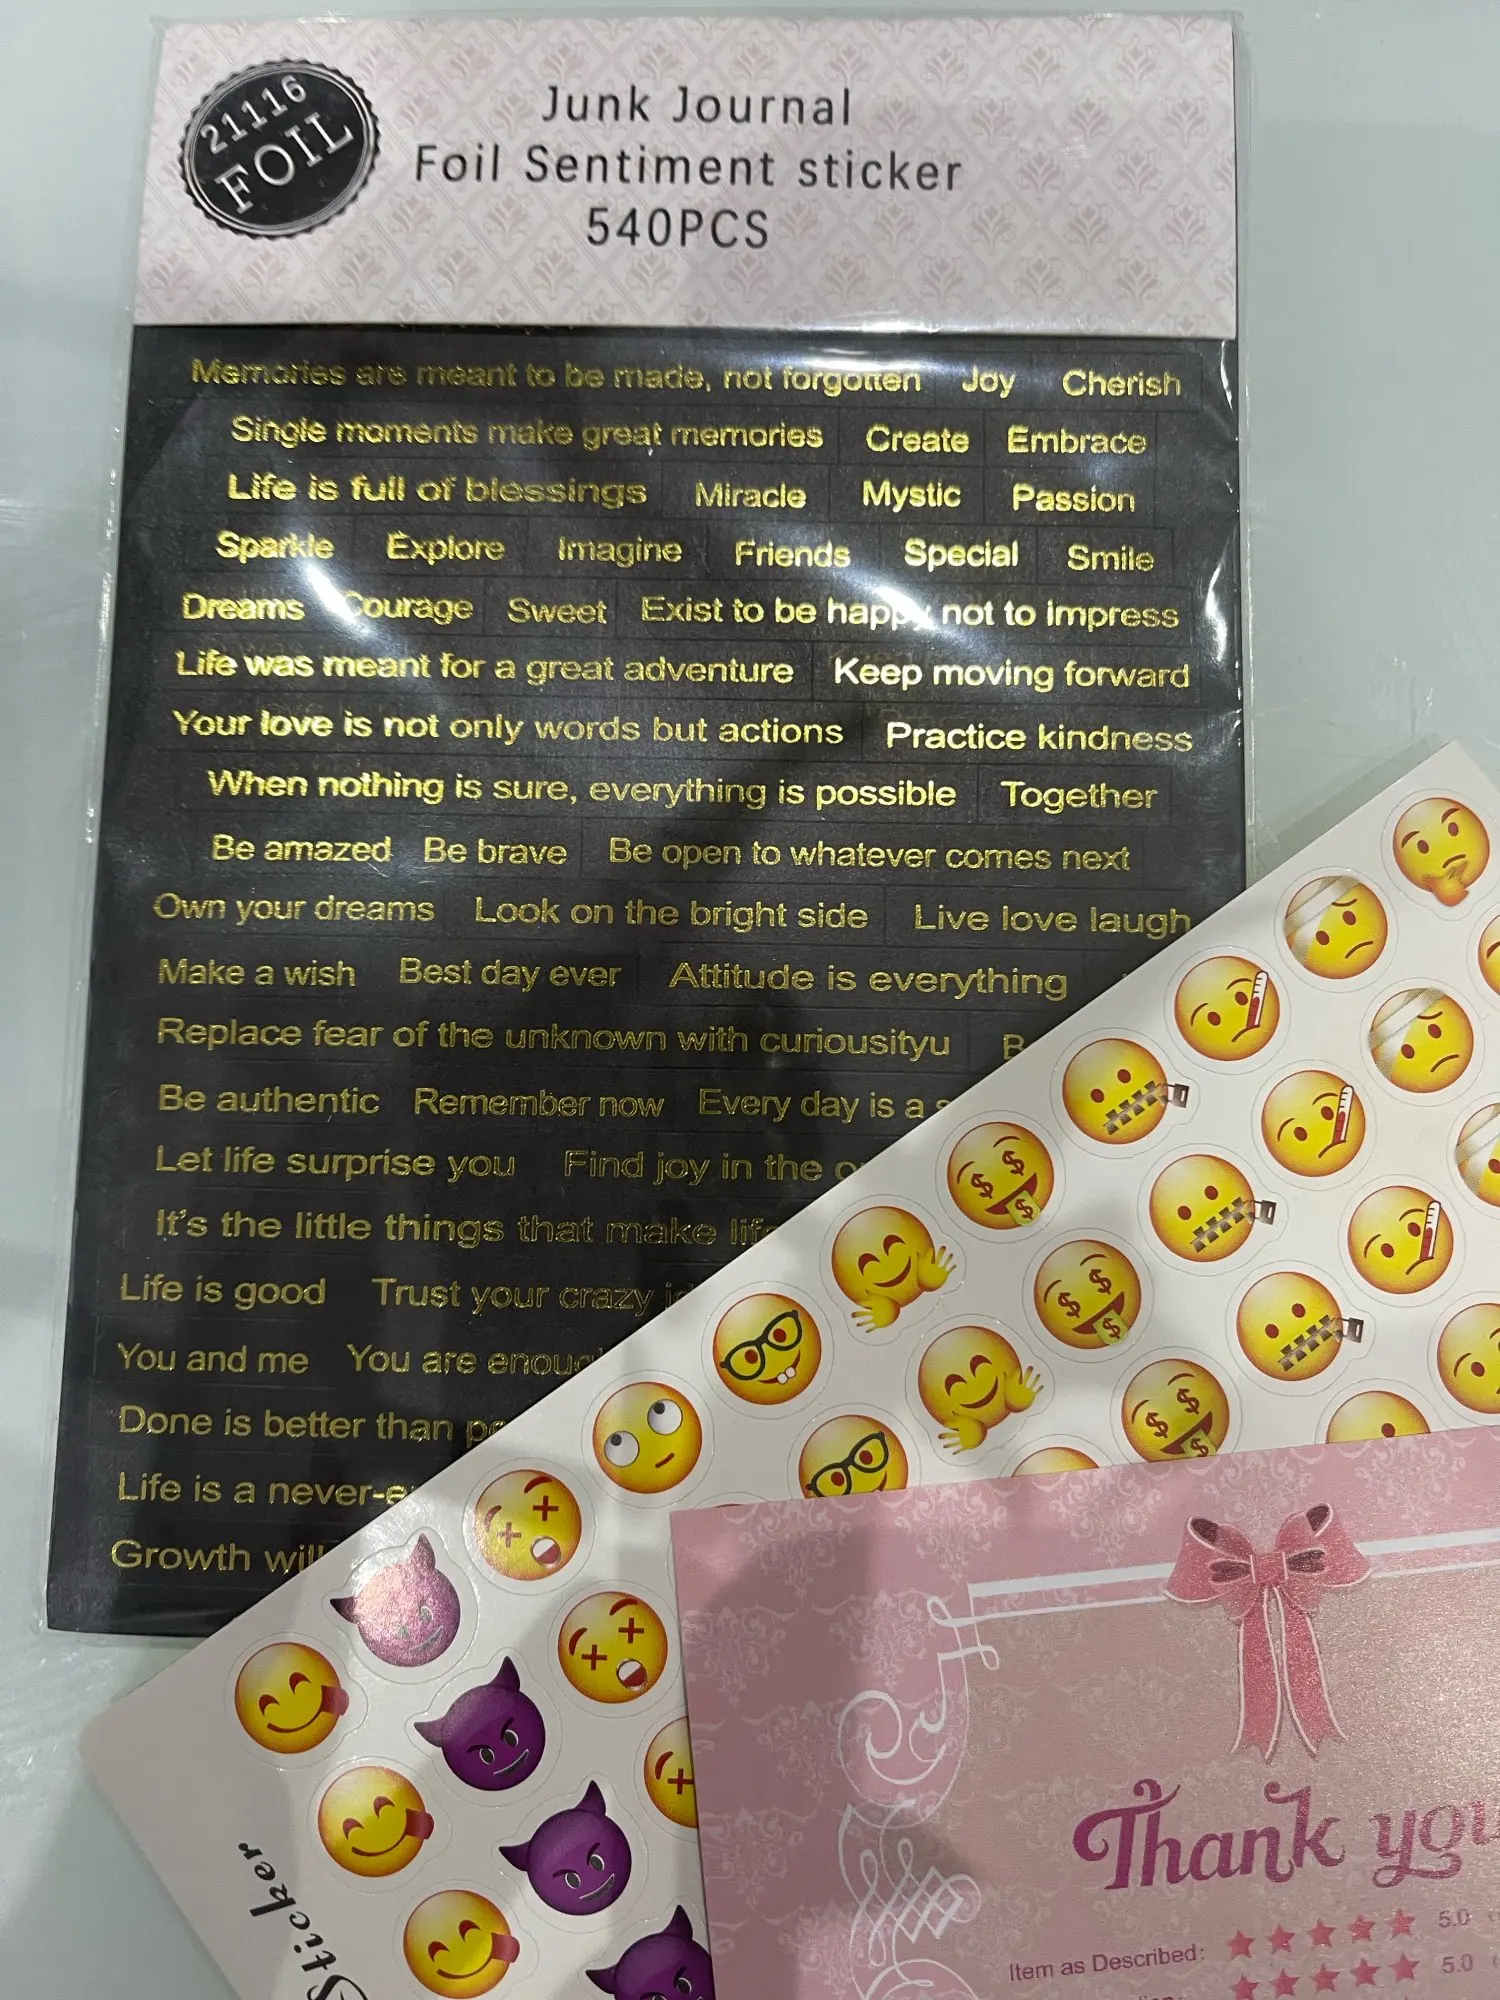 21116
FOIL
Junk Journal
Foil Sentiment sticker
540PCS
Memories are meant to be made, not forgotten Joy Cherish
Single moments make great memories Create Embrace
Life is full of blessings Miracle Mystic Passion
Sparkle Explore Imagine Friends Special Smile
Dreams Courage Sweet Exist to be happy not to impress
Life was meant for a great adventure Keep moving forward
Your love is not only words but actions Practice kindness
When nothing is sure, everything is possible Together
Be amazed Be brave Be open to whatever comes next
Own your dreams Look on the bright side Live love laugh
Make a wish Best day ever Attitude is everything
Replace fear of the unknown with curiousityu
Be authentic Remember now Every day is a
Let life surprise you Find joy in the
It's the little things that make
Life is good Trust your crazy
You and me You are
Done is better than
Life is a
Growth
Sticker
Thank you
Item as Described: 5.0
5.0